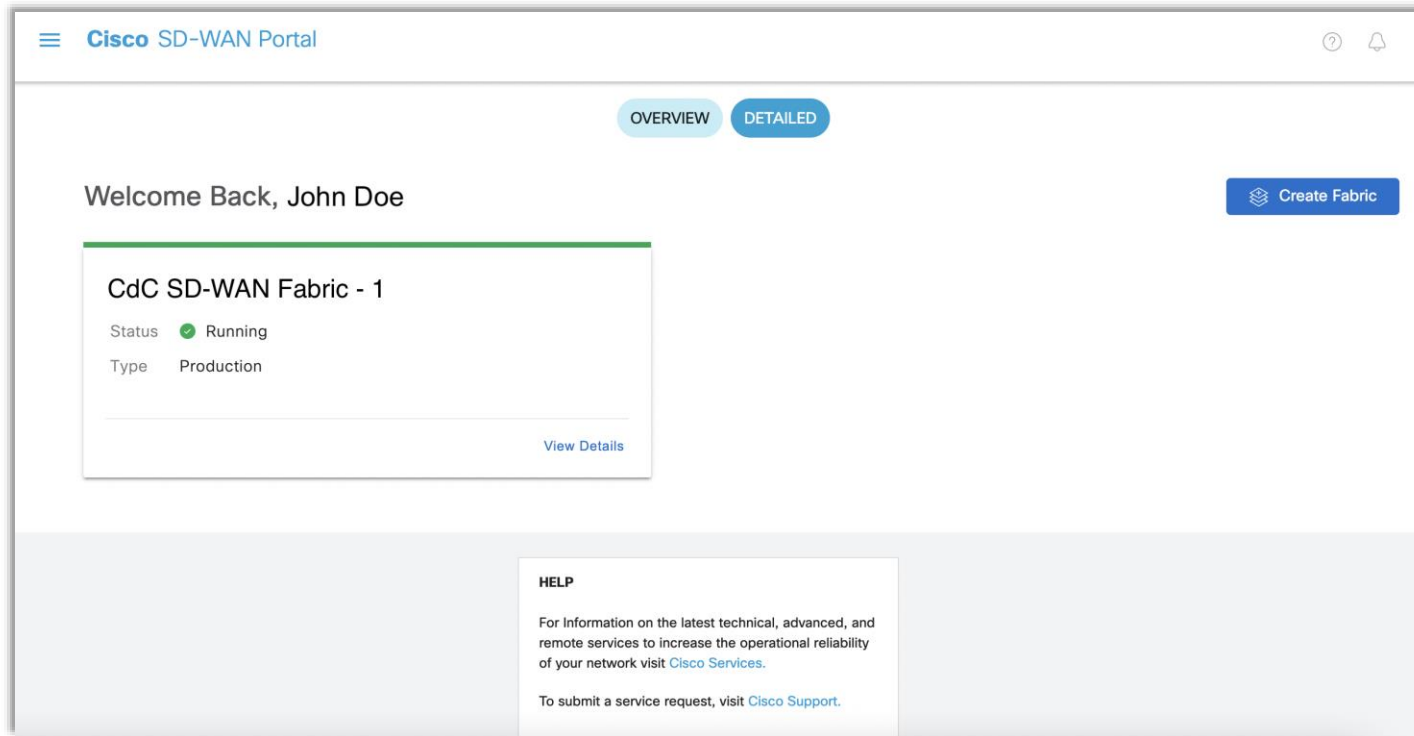 Cisco SD-WAN Portal
OVERVIEW DETAILED
Welcome Back, John Doe
Create Fabric
CdC SD-WAN Fabric - 1
Status Running
Type Production
View Details
HELP
For Information on the latest technical, advanced, and
remote services to increase the operational reliability
of your network visit Cisco Services.
To submit a service request, visit Cisco Support.